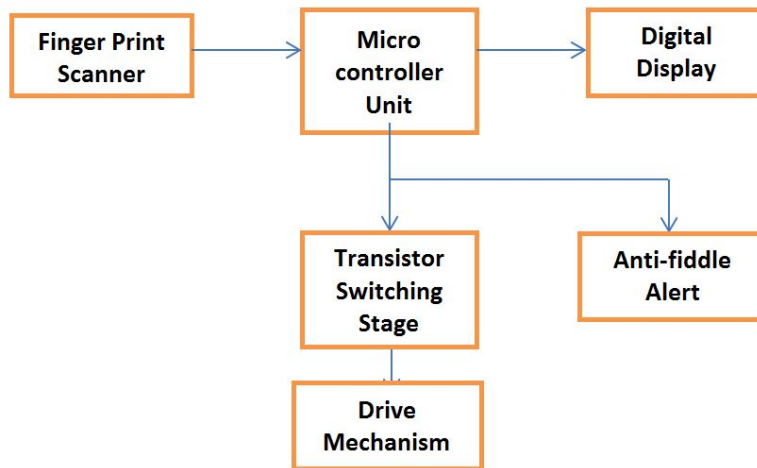 Finger Print
Scanner
Micro
controller
Unit
Digital
Display
Transistor
Switching
Stage
Anti-fiddle
Alert
Drive
Mechanism